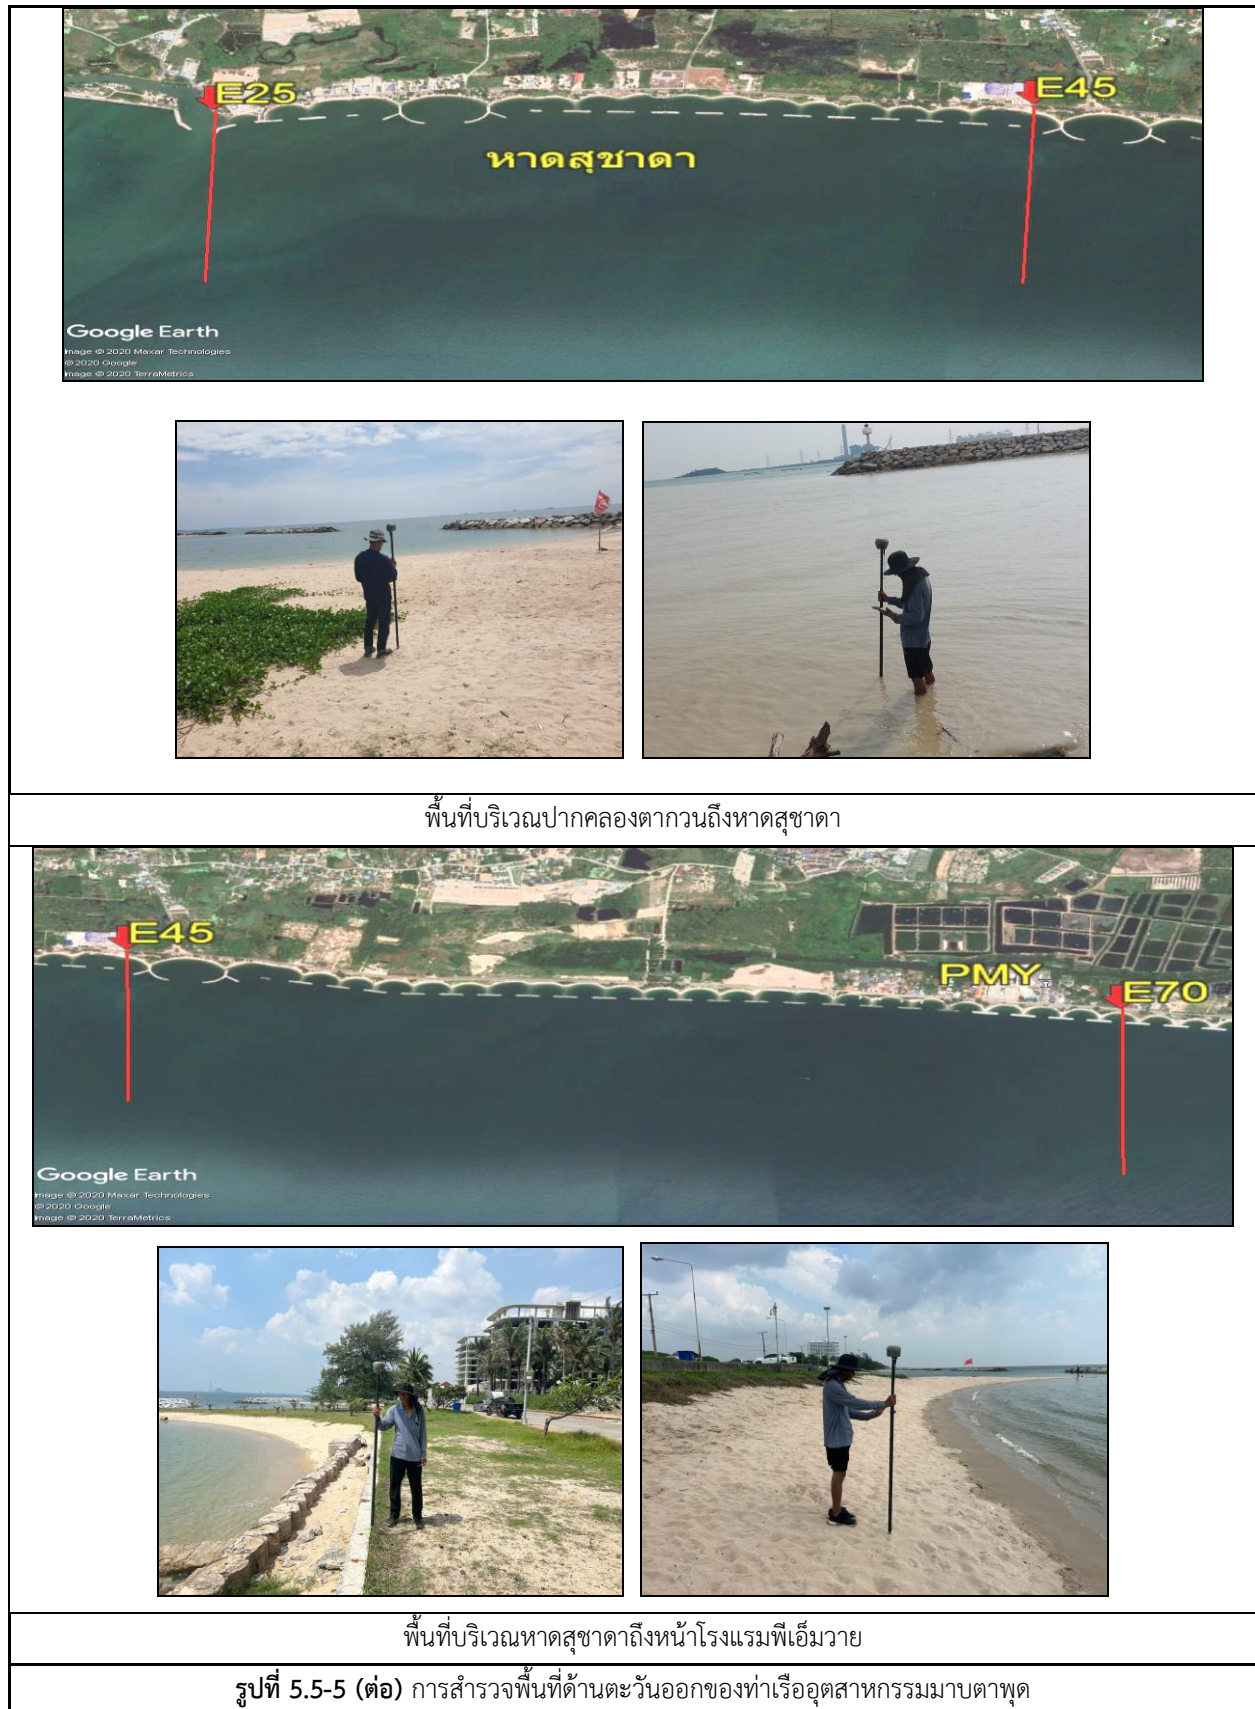 E25
E45
หาดสุชาดา
Google Earth
Image © 2020 Maxar Technologies
© 2020 Google
Image © 2020 TerraMetrics
พื้นที่บริเวณปากคลองตากวนถึงหาดสุชาดา
E45
PMY
E70
Google Earth
Image © 2020 Maxar Technologies
© 2020 Google
Image © 2020 TerraMetrics
พื้นที่บริเวณหาดสุชาดาถึงหน้าโรงแรมพีเอ็มวาย
รูปที่ 5.5-5 (ต่อ) การสำรวจพื้นที่ด้านตะวันออกของท่าเรืออุตสาหกรรมมาบตาพุด